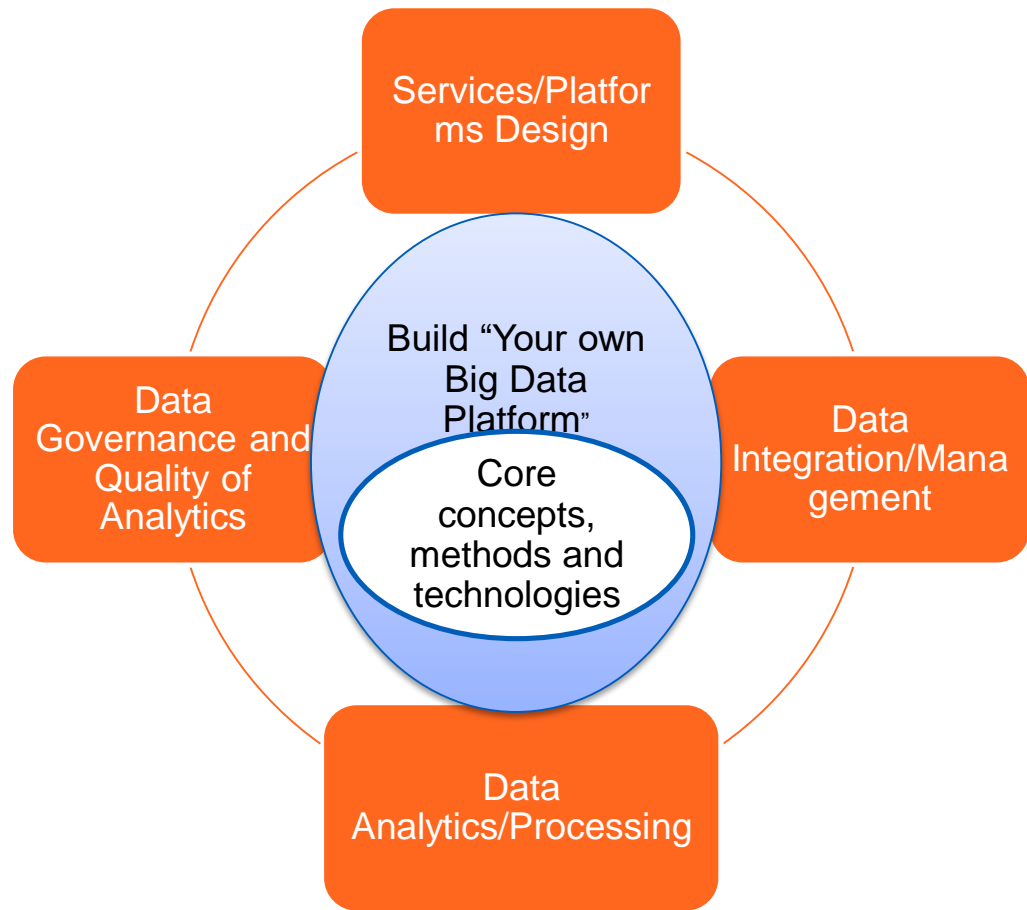 Services/Platfor
ms Design
Build “Your own
Big Data
Platform”
Data
Governance and
Quality of
Analytics
Data
Integration/Mana
gement
Core
concepts,
methods and
technologies
Data
Analytics/Processing